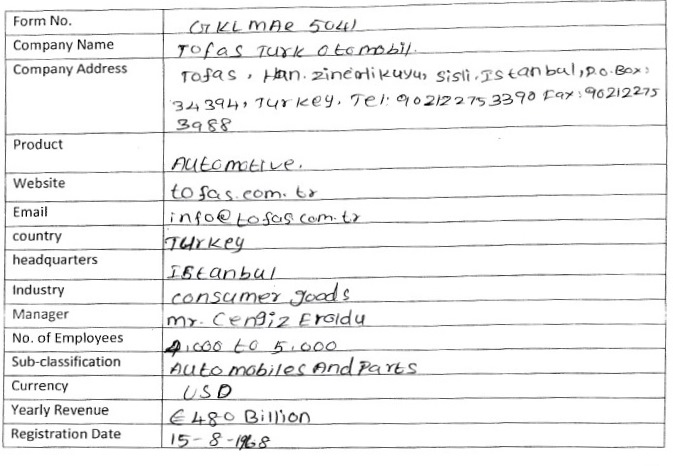 Form No. GKLMAE 5041
Company Name Tofas Turk Otomobil.
Company Address Tofas, Han. Zincirlikuyu, Sisli. Istanbul, P.O. Box:
34394, Turkey. Tel: 902122753390 Fax: 90212275
3988
Product Automotive.
Website tofas.com.tr
Email info@tofas.com.tr
country Turkey
headquarters Istanbul
Industry consumer goods
Manager mr. Cengiz Eroldu
No. of Employees 4,000 to 5,000
Sub-classification Automobiles And Parts
Currency USD
Yearly Revenue € 480 Billion
Registration Date 15-8-1968